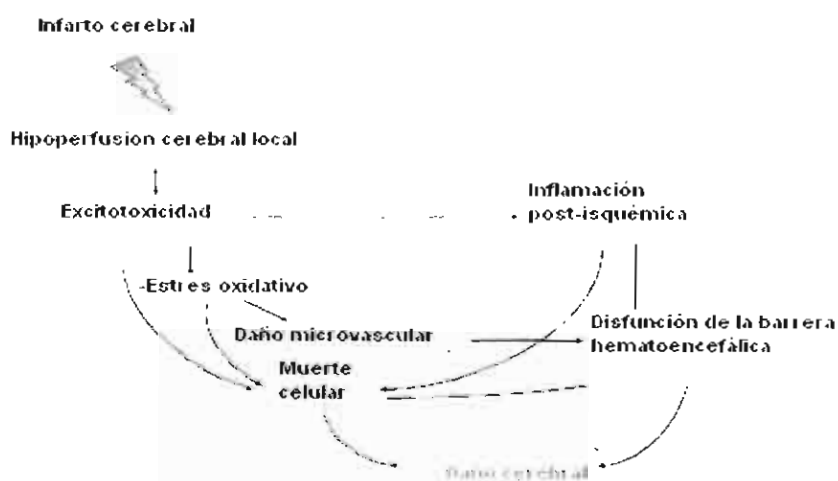 Infarto cerebral
Hipoperfusion cerebral local
Excitotoxicidad
Inflamación
post-isquémica
-Estres oxidativo
Daño microvascular
Disfunción de la barrera
hematoencefálica
Muerte
celular
Daño cerebral